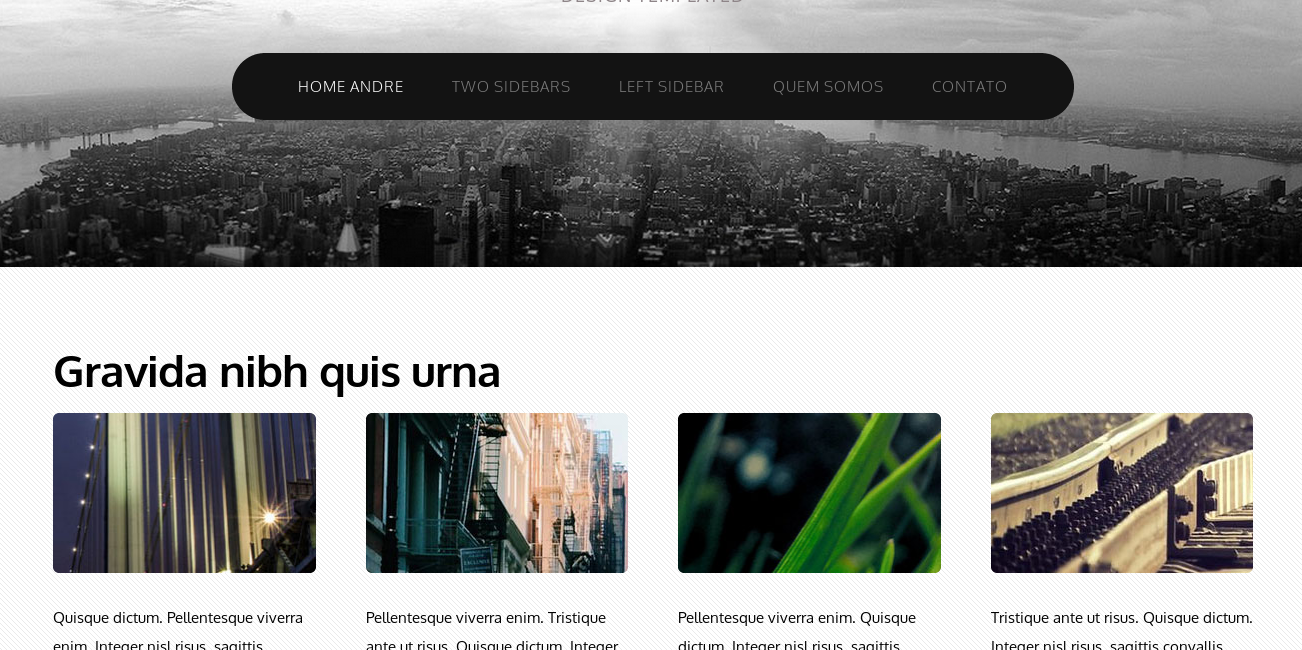 DESIGN TEMPLATED
HOME ANDRE TWO SIDEBARS LEFT SIDEBAR QUEM SOMOS CONTATO
Gravida nibh quis urna
EXCLUSIVE
Quisque dictum. Pellentesque viverra
enim. Integer nisl risus, sagittis
Pellentesque viverra enim. Tristique
ante ut risus. Quisque dictum. Integer
Pellentesque viverra enim. Quisque
dictum. Integer nisl risus, sagittis
Tristique ante ut risus. Quisque dictum.
Integer nisl risus, sagittis convallis